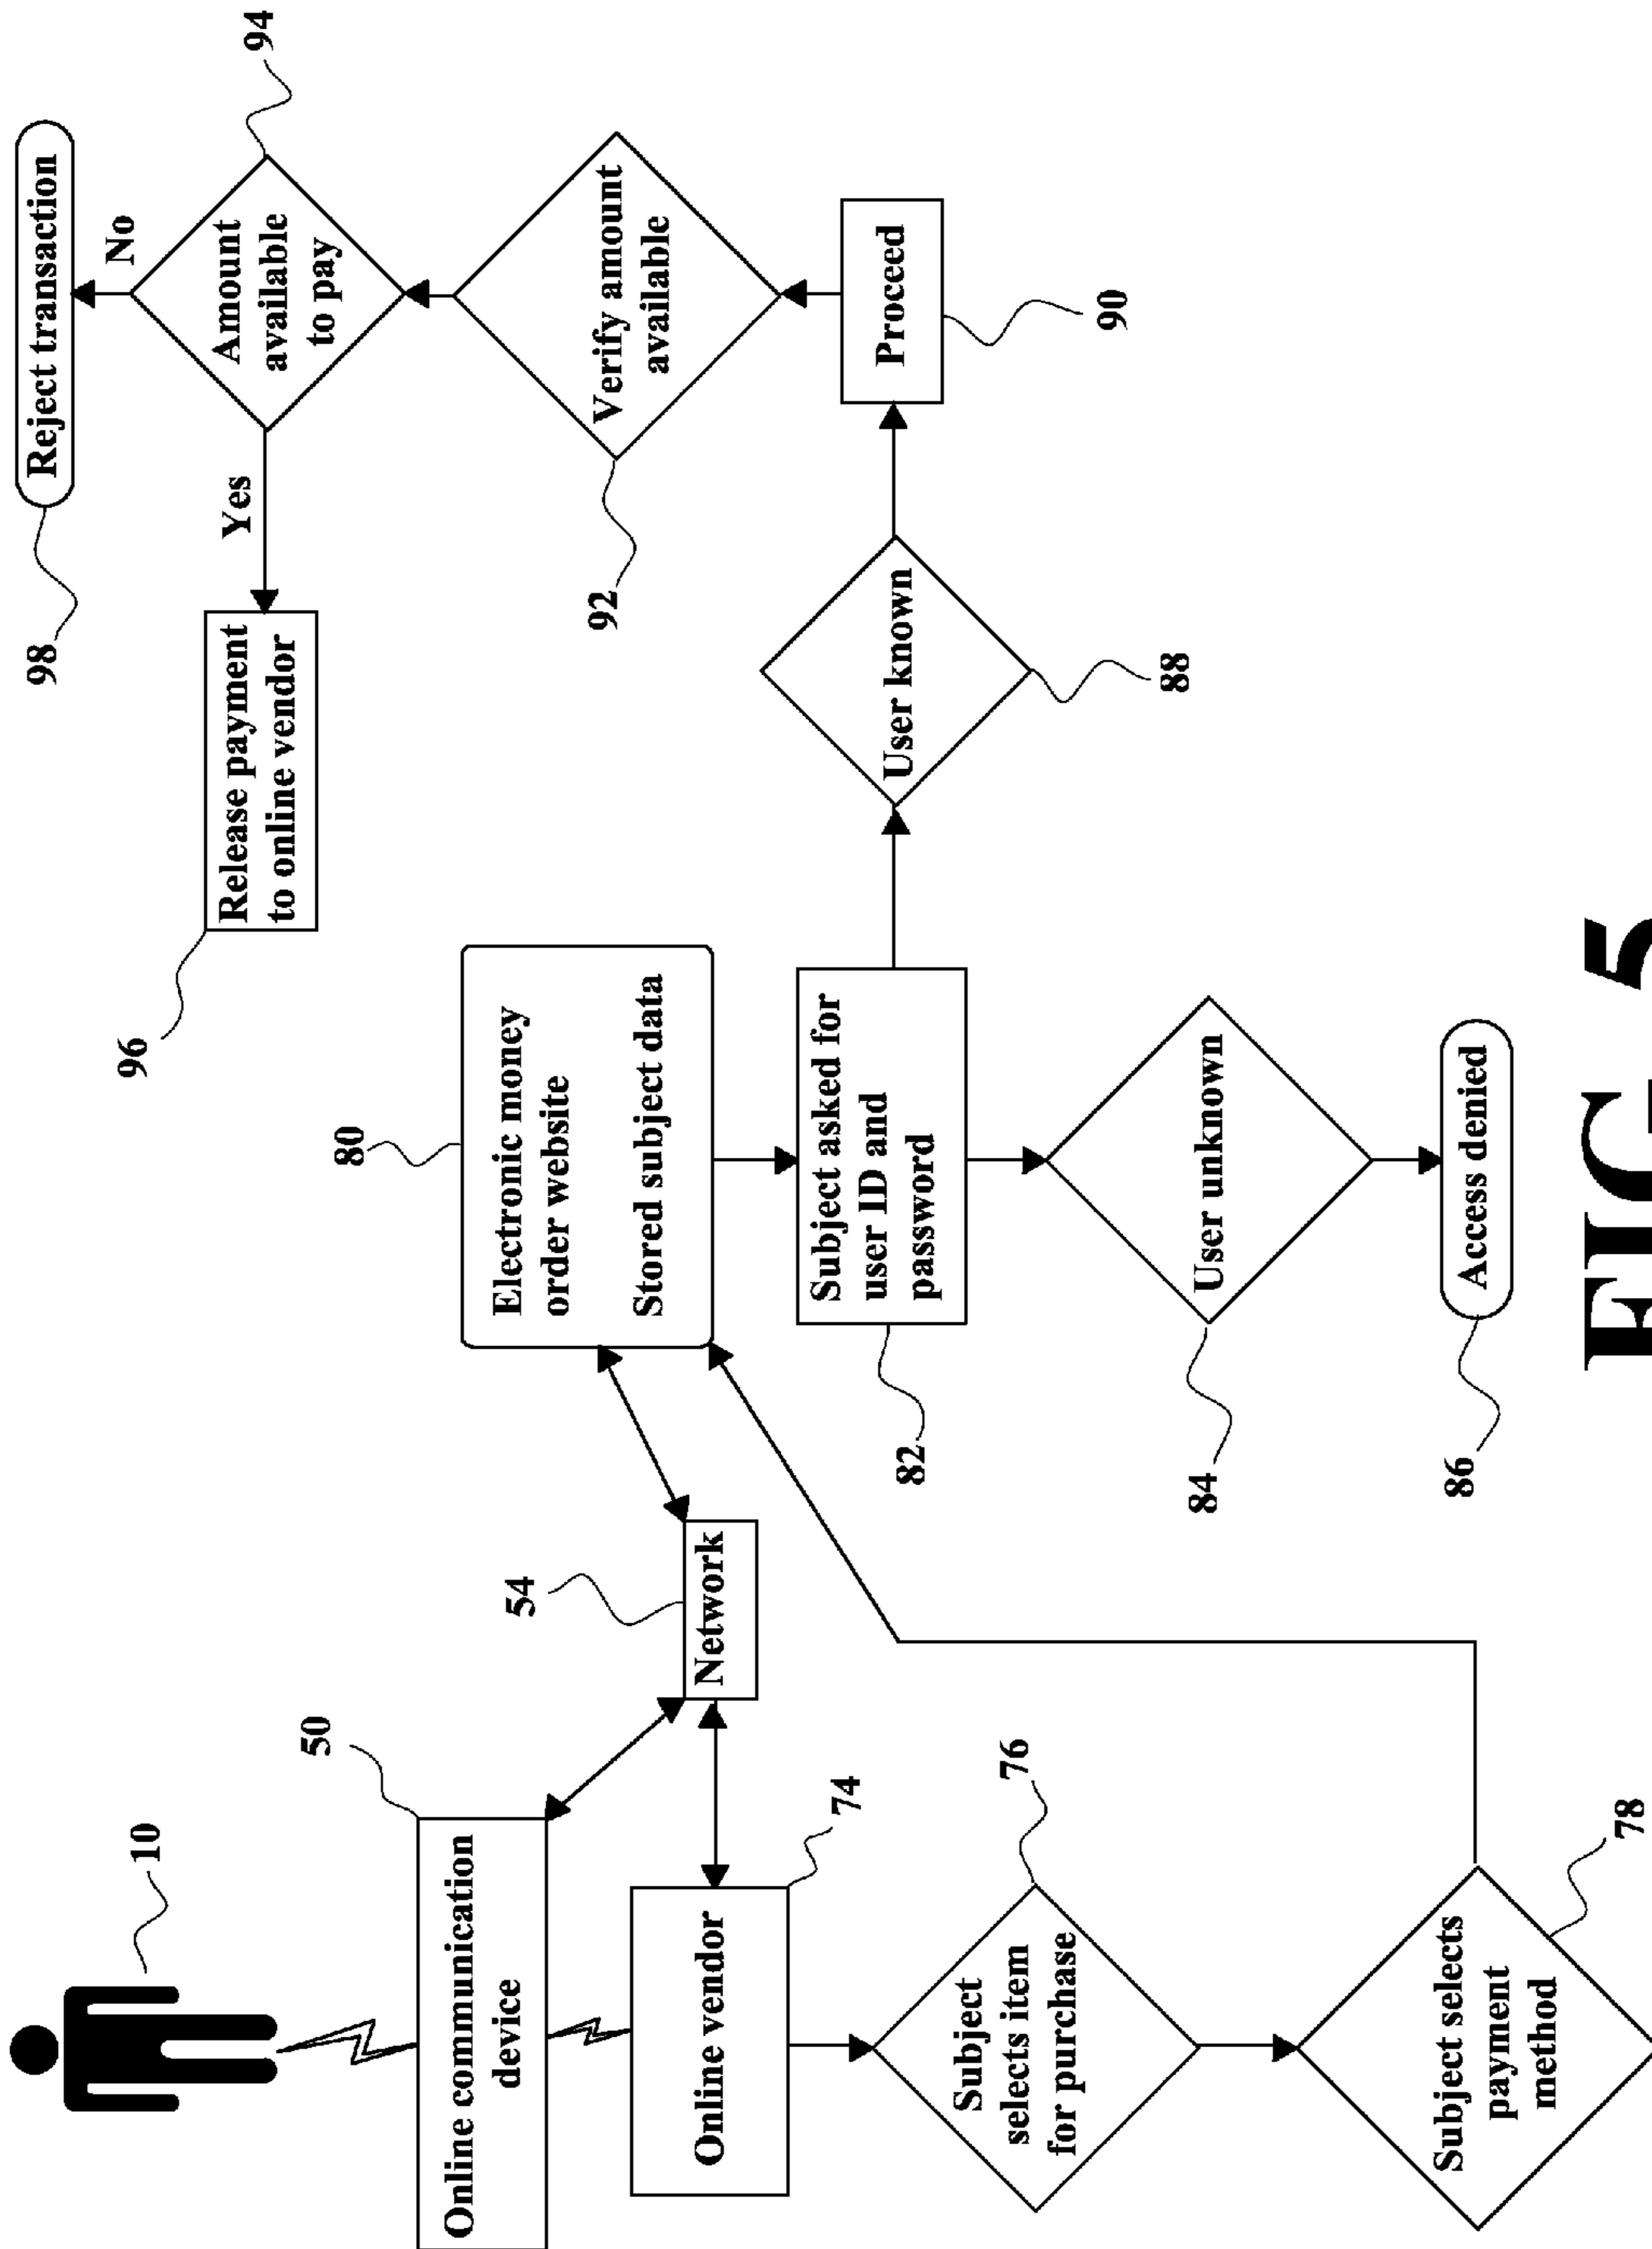 10
50
Online communication
device
74
Online vendor
76
Subject
selects item
for purchase
78
Subject selects
payment
method
54
Network
80
Electronic money
order website
Stored subject data
82
Subject asked for
user ID and
password
84
User unknown
86
Access denied
88
User known
90
Proceed
92
Verify amount
available
94
Amount
available
to pay
Yes
No
96
Release payment
to online vendor
98
Reject transaction
FIG 5